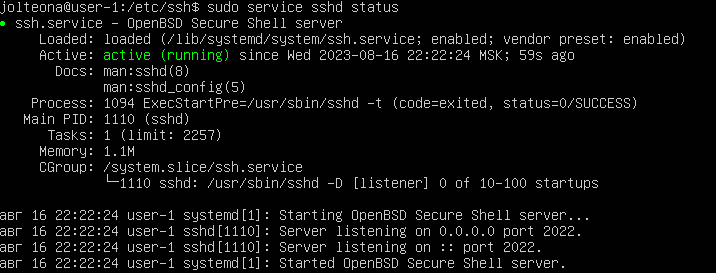 jolteona@user-1:/etc/ssh$ sudo service sshd status
● ssh.service - OpenBSD Secure Shell server
Loaded: loaded (/lib/systemd/system/ssh.service; enabled; vendor preset: enabled)
Active: active (running) since Wed 2023-08-16 22:22:24 MSK; 59s ago
Docs: man:sshd(8)
man:sshd_config(5)
Process: 1094 ExecStartPre=/usr/sbin/sshd -t (code=exited, status=0/SUCCESS)
Main PID: 1110 (sshd)
Tasks: 1 (limit: 2257)
Memory: 1.1M
CGroup: /system.slice/ssh.service
└─1110 sshd: /usr/sbin/sshd -D [listener] 0 of 10-100 startups
авг 16 22:22:24 user-1 systemd[1]: Starting OpenBSD Secure Shell server...
авг 16 22:22:24 user-1 sshd[1110]: Server listening on 0.0.0.0 port 2022.
авг 16 22:22:24 user-1 sshd[1110]: Server listening on :: port 2022.
авг 16 22:22:24 user-1 systemd[1]: Started OpenBSD Secure Shell server.